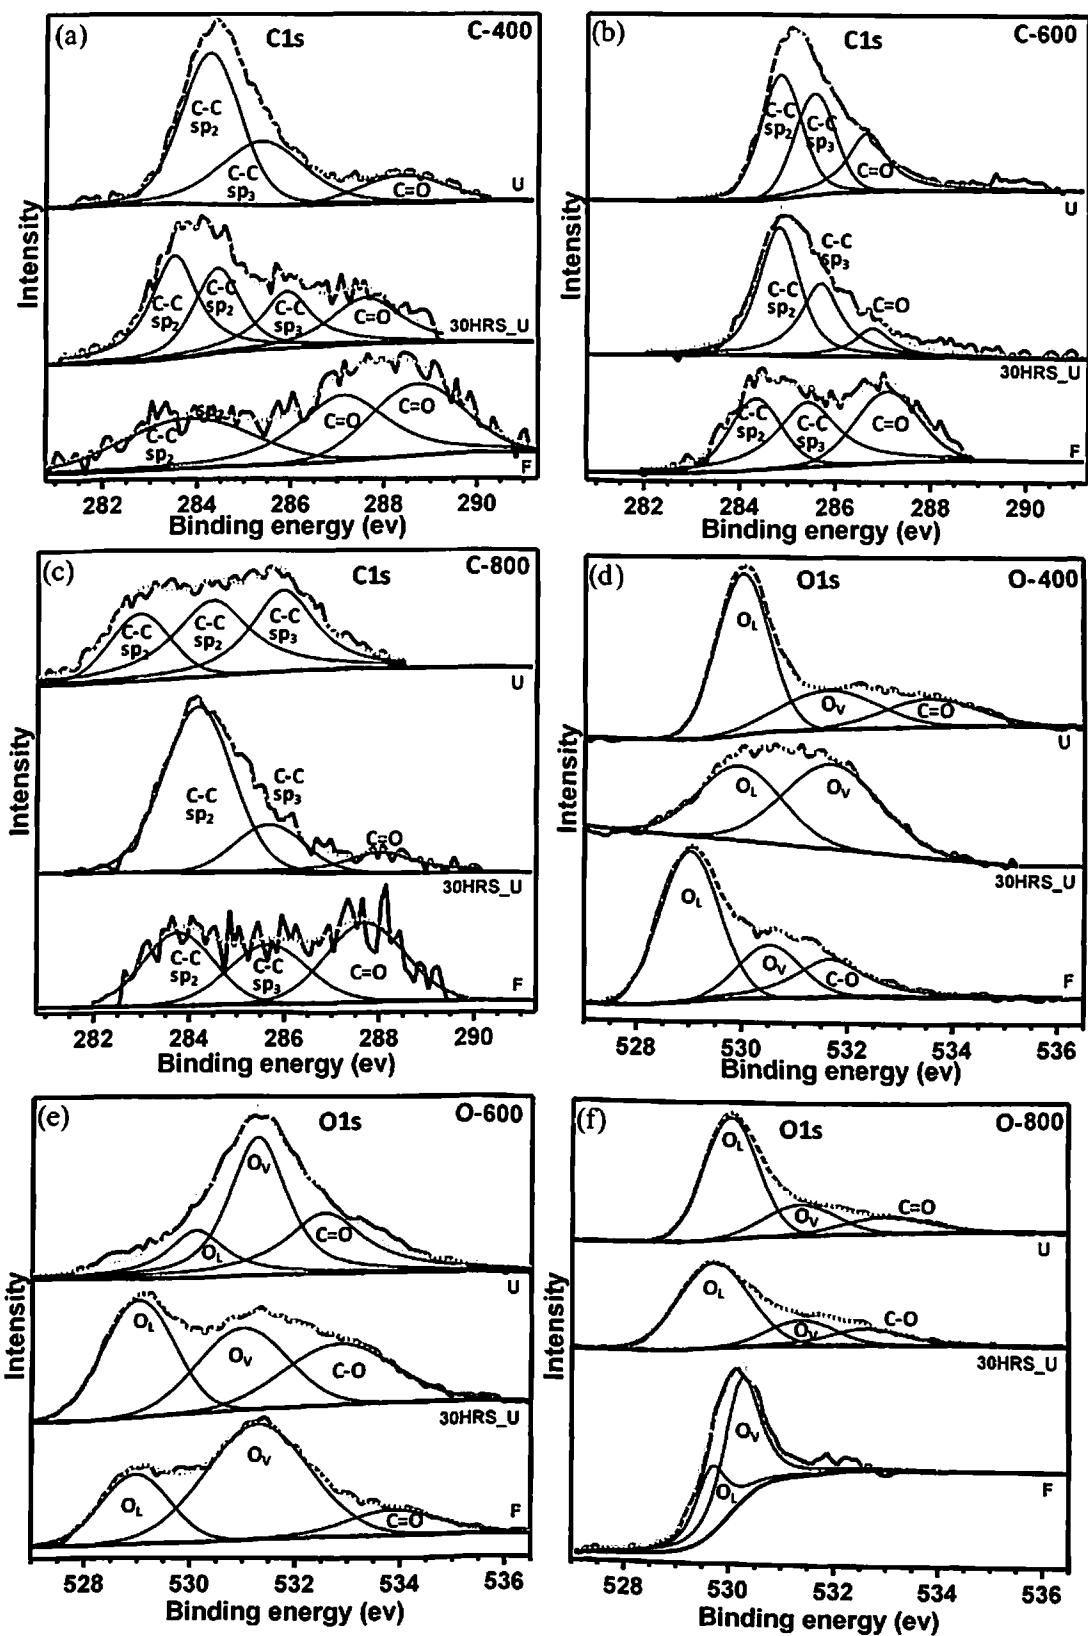 (a)
C1s
C-400
C-C
sp2
C-C
sp3
C=O
U
C-C
sp2
C-C
sp2
C-C
sp3
C=O
30HRS_U
C-C
sp2
C=O
C=O
F
Intensity
282 284 286 288 290
Binding energy (ev)
(b)
C1s
C-600
C-C
sp2
C-C
sp3
C=O
U
C-C
sp2
C-C
sp3
C=O
30HRS_U
C-C
sp2
C-C
sp3
C=O
F
Intensity
282 284 286 288 290
Binding energy (ev)
(c)
C1s
C-800
C-C
sp2
C-C
sp2
C-C
sp3
U
C-C
sp2
C-C
sp3
C=O
30HRS_U
C-C
sp2
C-C
sp3
C=O
F
Intensity
282 284 286 288 290
Binding energy (ev)
(d)
O1s
O-400
OL
OV
C=O
U
OL
OV
30HRS_U
OL
OV
C-O
F
Intensity
528 530 532 534 536
Binding energy (ev)
(e)
O1s
O-600
OV
OL
C=O
U
OL
OV
C-O
30HRS_U
OL
OV
C=O
F
Intensity
528 530 532 534 536
Binding energy (ev)
(f)
O1s
O-800
OL
OV
C=O
U
OL
OV
C-O
30HRS_U
OV
OL
F
Intensity
528 530 532 534 536
Binding energy (ev)